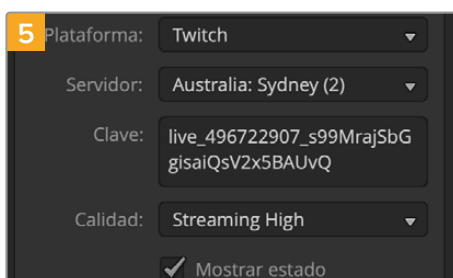 5
Plataforma: Twitch
Servidor: Australia: Sydney (2)
Clave: live_496722907_s99MrajSbG
gisaiQsV2x5BAUvQ
Calidad: Streaming High
Mostrar estado